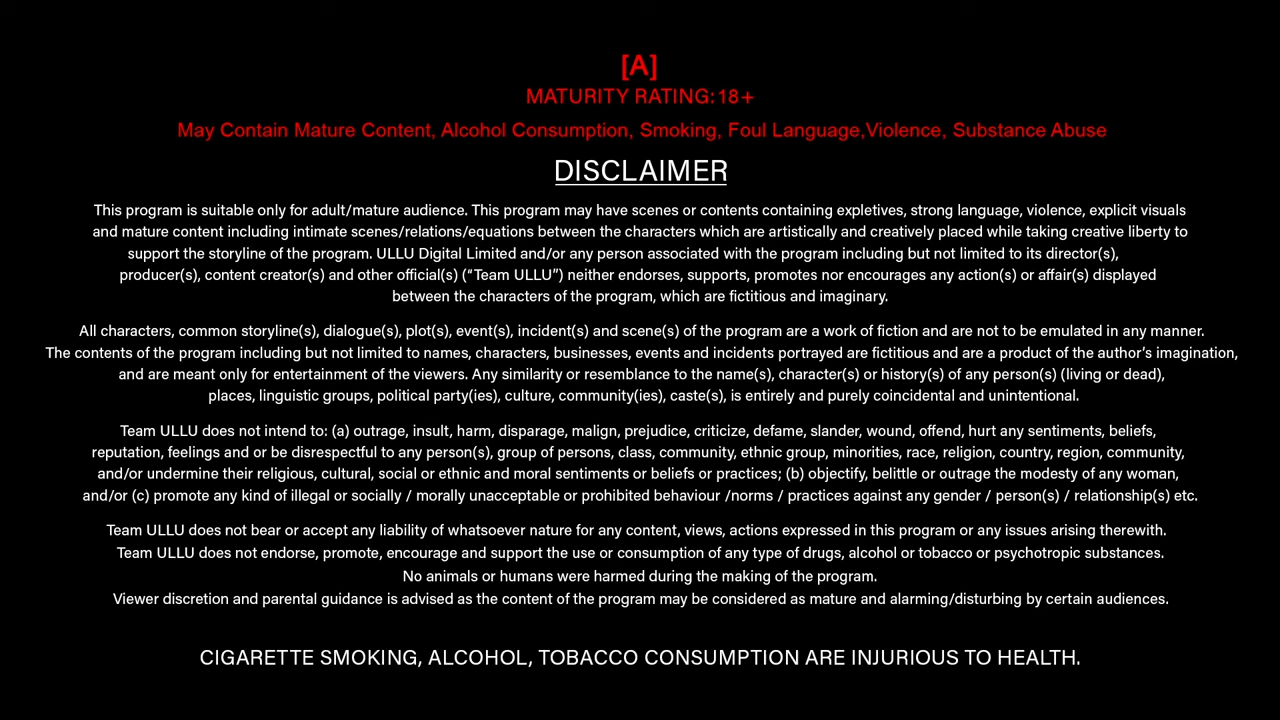 [A]
MATURITY RATING:18+
May Contain Mature Content, Alcohol Consumption, Smoking, Foul Language,Violence, Substance Abuse
DISCLAIMER
This program is suitable only for adult/mature audience. This program may have scenes or contents containing expletives, strong language, violence, explicit visuals
and mature content including intimate scenes/relations/equations between the characters which are artistically and creatively placed while taking creative liberty to
support the storyline of the program. ULLU Digital Limited and/or any person associated with the program including but not limited to its director(s),
producer(s), content creator(s) and other official(s) (“Team ULLU”) neither endorses, supports, promotes nor encourages any action(s) or affair(s) displayed
between the characters of the program, which are fictitious and imaginary.
All characters, common storyline(s), dialogue(s), plot(s), event(s), incident(s) and scene(s) of the program are a work of fiction and are not to be emulated in any manner.
The contents of the program including but not limited to names, characters, businesses, events and incidents portrayed are fictitious and are a product of the author’s imagination,
and are meant only for entertainment of the viewers. Any similarity or resemblance to the name(s), character(s) or history(s) of any person(s) (living or dead),
places, linguistic groups, political party(ies), culture, community(ies), caste(s), is entirely and purely coincidental and unintentional.
Team ULLU does not intend to: (a) outrage, insult, harm, disparage, malign, prejudice, criticize, defame, slander, wound, offend, hurt any sentiments, beliefs,
reputation, feelings and or be disrespectful to any person(s), group of persons, class, community, ethnic group, minorities, race, religion, country, region, community,
and/or undermine their religious, cultural, social or ethnic and moral sentiments or beliefs or practices; (b) objectify, belittle or outrage the modesty of any woman,
and/or (c) promote any kind of illegal or socially / morally unacceptable or prohibited behaviour /norms / practices against any gender / person(s) / relationship(s) etc.
Team ULLU does not bear or accept any liability of whatsoever nature for any content, views, actions expressed in this program or any issues arising therewith.
Team ULLU does not endorse, promote, encourage and support the use or consumption of any type of drugs, alcohol or tobacco or psychotropic substances.
No animals or humans were harmed during the making of the program.
Viewer discretion and parental guidance is advised as the content of the program may be considered as mature and alarming/disturbing by certain audiences.
CIGARETTE SMOKING, ALCOHOL, TOBACCO CONSUMPTION ARE INJURIOUS TO HEALTH.